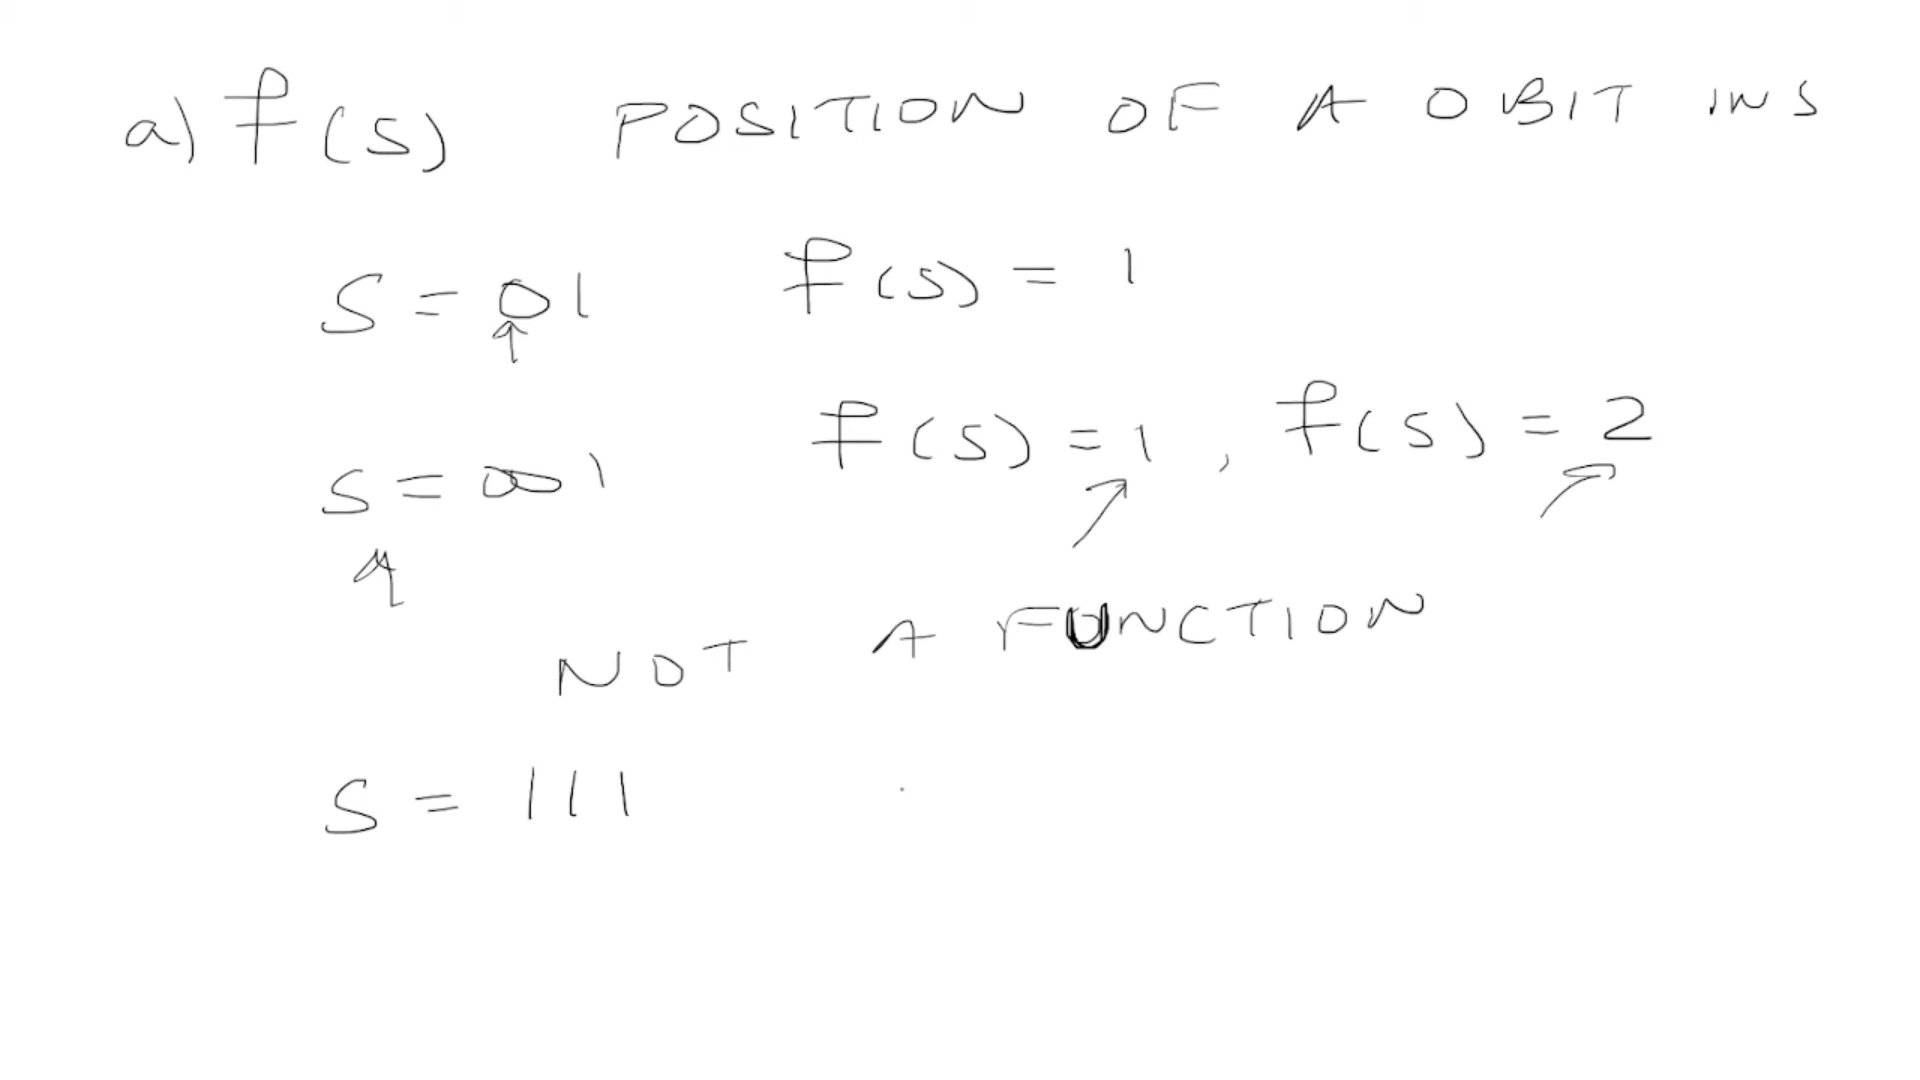 a) f(S) POSITION OF A 0 BIT IN S
S = 01 f(S) = 1
S = 001 f(S) = 1, f(S) = 2
NOT A FUNCTION
S = 111